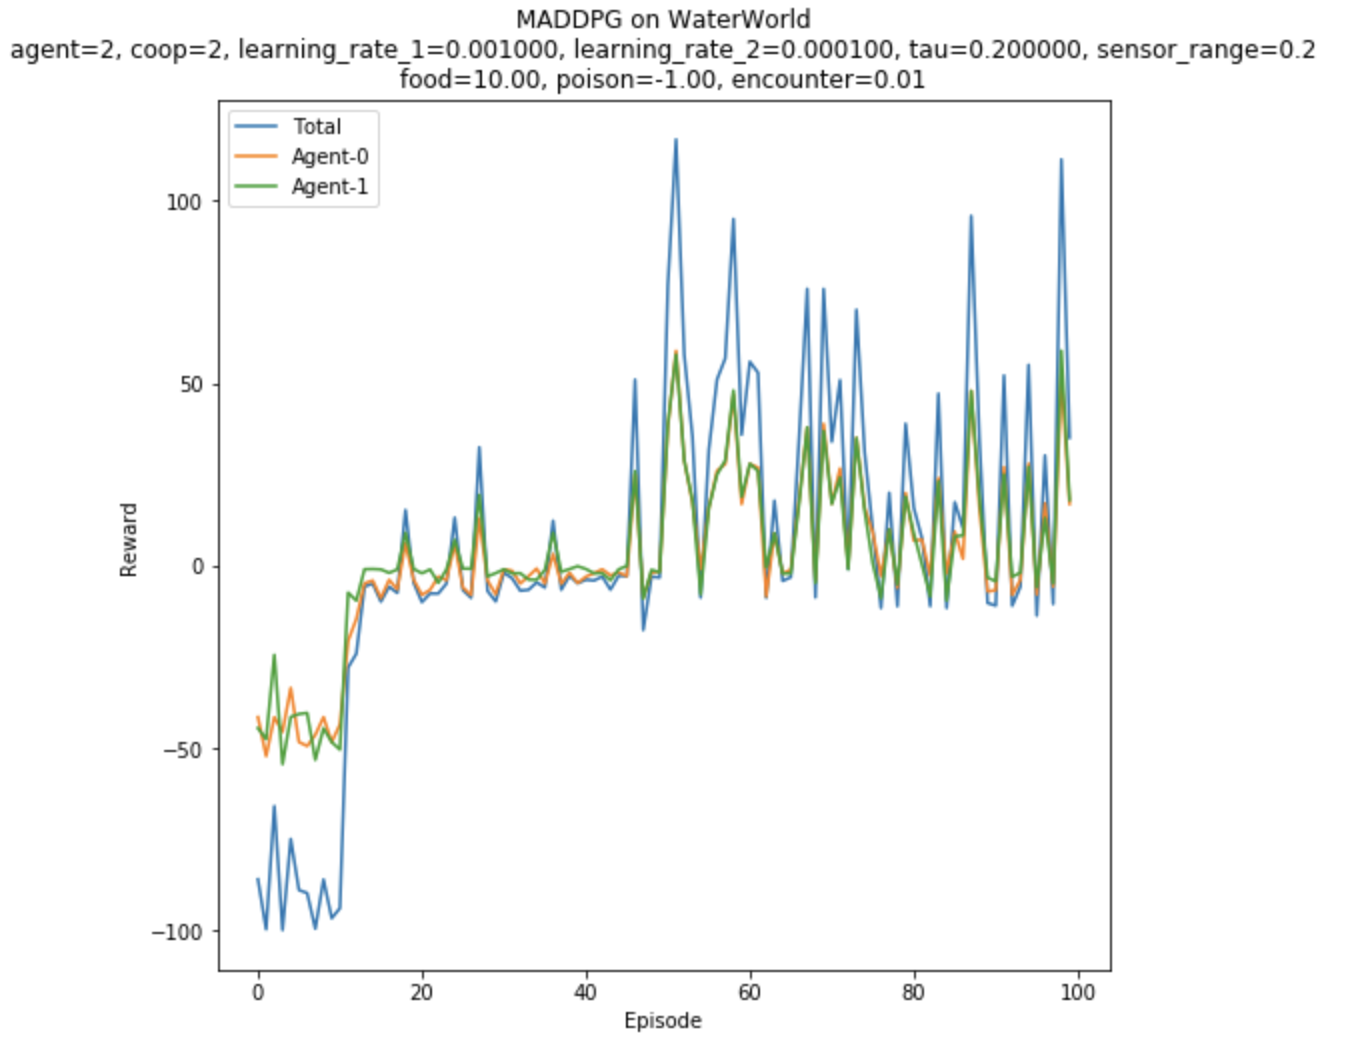 MADDPG on WaterWorld
agent=2, coop=2, learning_rate_1=0.001000, learning_rate_2=0.000100, tau=0.200000, sensor_range=0.2
food=10.00, poison=-1.00, encounter=0.01
Total
Agent-0
Agent-1
100
50
0
−50
−100
Reward
0 20 40 60 80 100
Episode